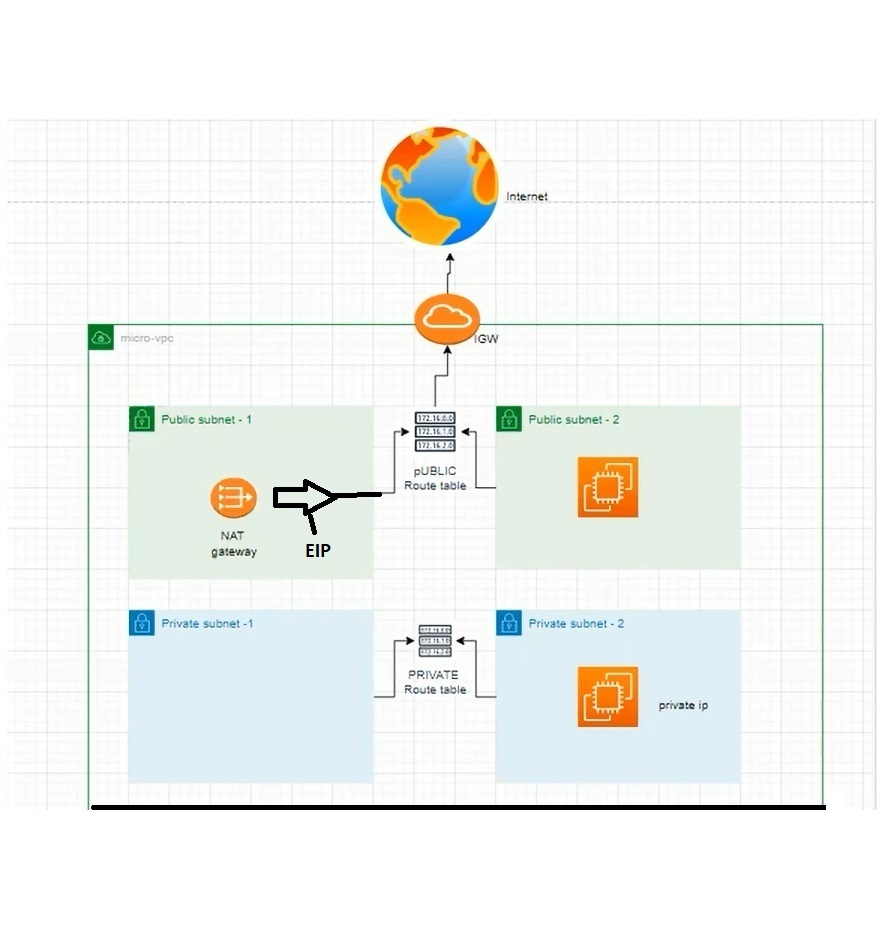 Internet
IGW
micro-vpc
Public subnet - 1
Public subnet - 2
172.16.0.0
172.16.1.0
172.16.2.0
pUBLIC
Route table
NAT
gateway
EIP
Private subnet -1
Private subnet - 2
172.16.0.0
172.16.1.0
172.16.2.0
PRIVATE
Route table
private ip